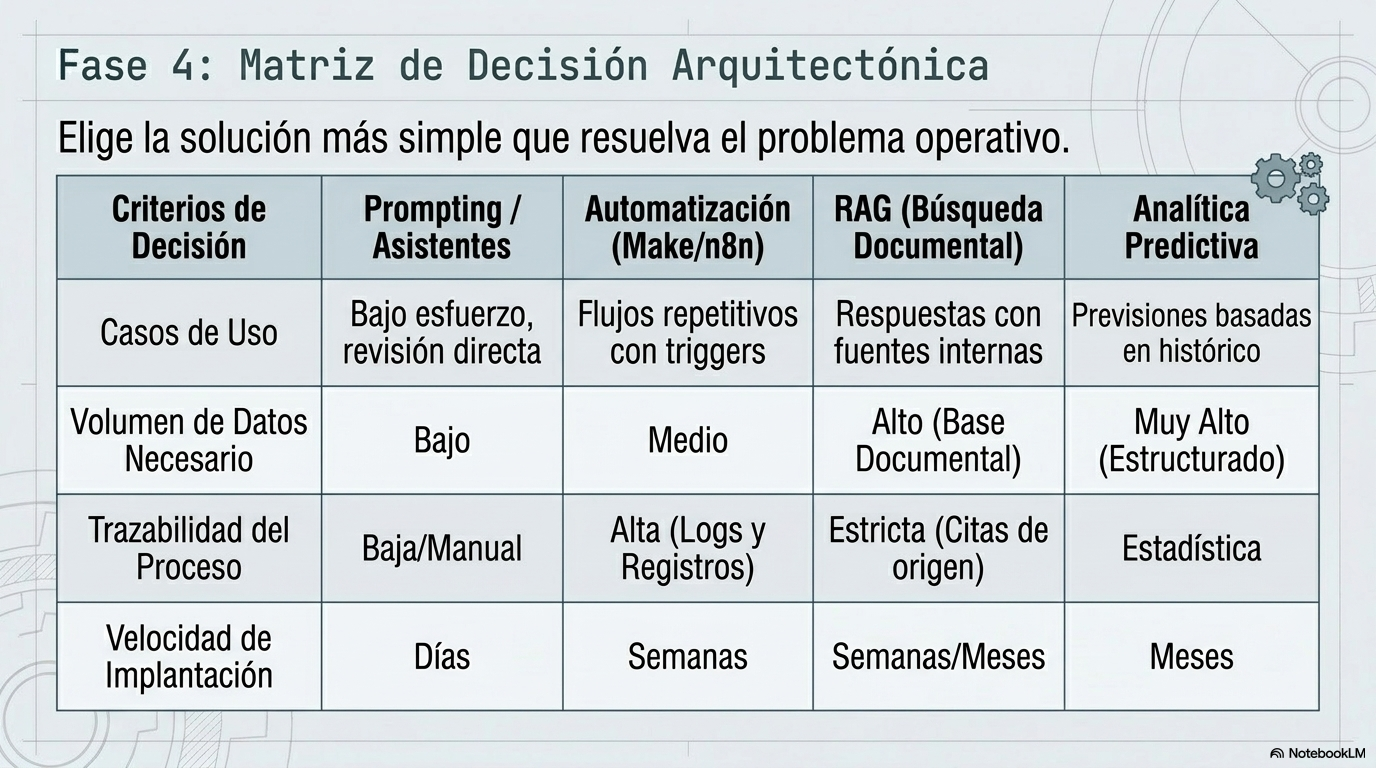 Fase 4: Matriz de Decisión Arquitectónica
Elige la solución más simple que resuelva el problema operativo.
Criterios de
Decisión
Prompting /
Asistentes
Automatización
(Make/n8n)
RAG (Búsqueda
Documental)
Analítica
Predictiva
Casos de Uso
Bajo esfuerzo,
revisión directa
Flujos repetitivos
con triggers
Respuestas con
fuentes internas
Previsiones basadas
en histórico
Volumen de Datos
Necesario
Bajo
Medio
Alto (Base
Documental)
Muy Alto
(Estructurado)
Trazabilidad del
Proceso
Baja/Manual
Alta (Logs y
Registros)
Estricta (Citas de
origen)
Estadística
Velocidad de
Implantación
Días
Semanas
Semanas/Meses
Meses
NotebookLM